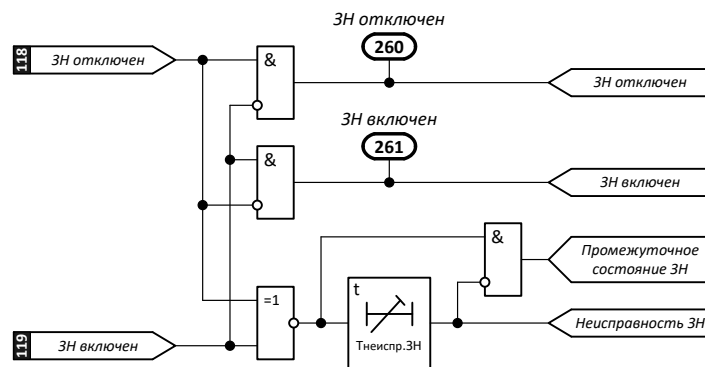 ЗН отключен
260
118
ЗН отключен
&
ЗН отключен
ЗН включен
261
&
ЗН включен
&
Промежуточное
состояние ЗН
=1
t
Tнеиспр.ЗН
Неисправность ЗН
119
ЗН включен